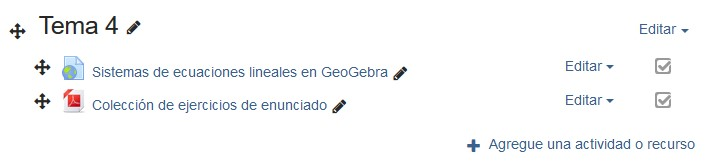 Tema 4 Editar
Sistemas de ecuaciones lineales en GeoGebra Editar
Colección de ejercicios de enunciado Editar
Agregue una actividad o recurso